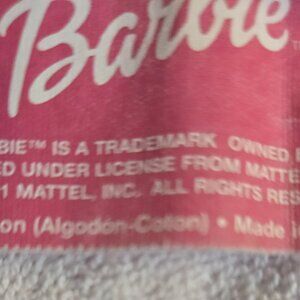 Barbie
BIE™ IS A TRADEMARK OWNED
ED UNDER LICENSE FROM MATTE
1 MATTEL, INC. ALL RIGHTS RES
on (Algodón-Coton) • Made i